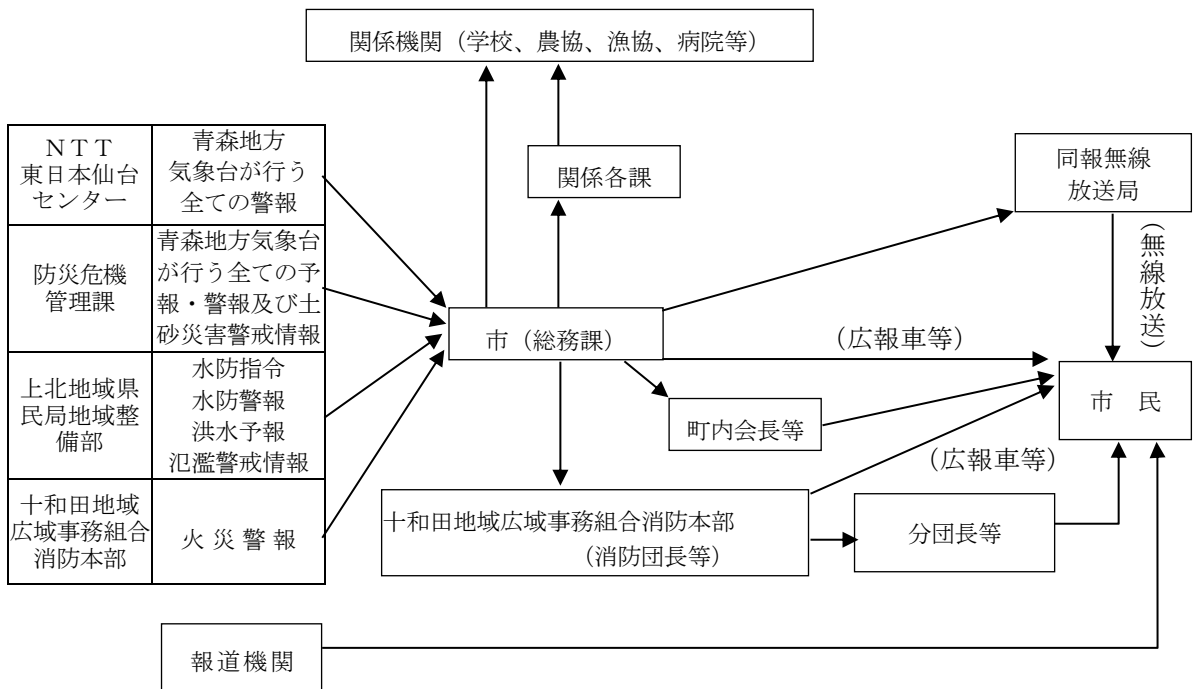 関係機関（学校、農協、漁協、病院等）
ＮＴＴ
東日本仙台
センター
青森地方
気象台が行う
全ての警報
防災危機
管理課
青森地方気象台
が行う全ての予
報・警報及び土
砂災害警戒情報
上北地域県
民局地域整
備部
水防指令
水防警報
洪水予報
氾濫警戒情報
十和田地域
広域事務組合
消防本部
火災警報
関係各課
同報無線
放送局
（無線放送）
市（総務課）
（広報車等）
市　民
町内会長等
（広報車等）
十和田地域広域事務組合消防本部
（消防団長等）
分団長等
報道機関